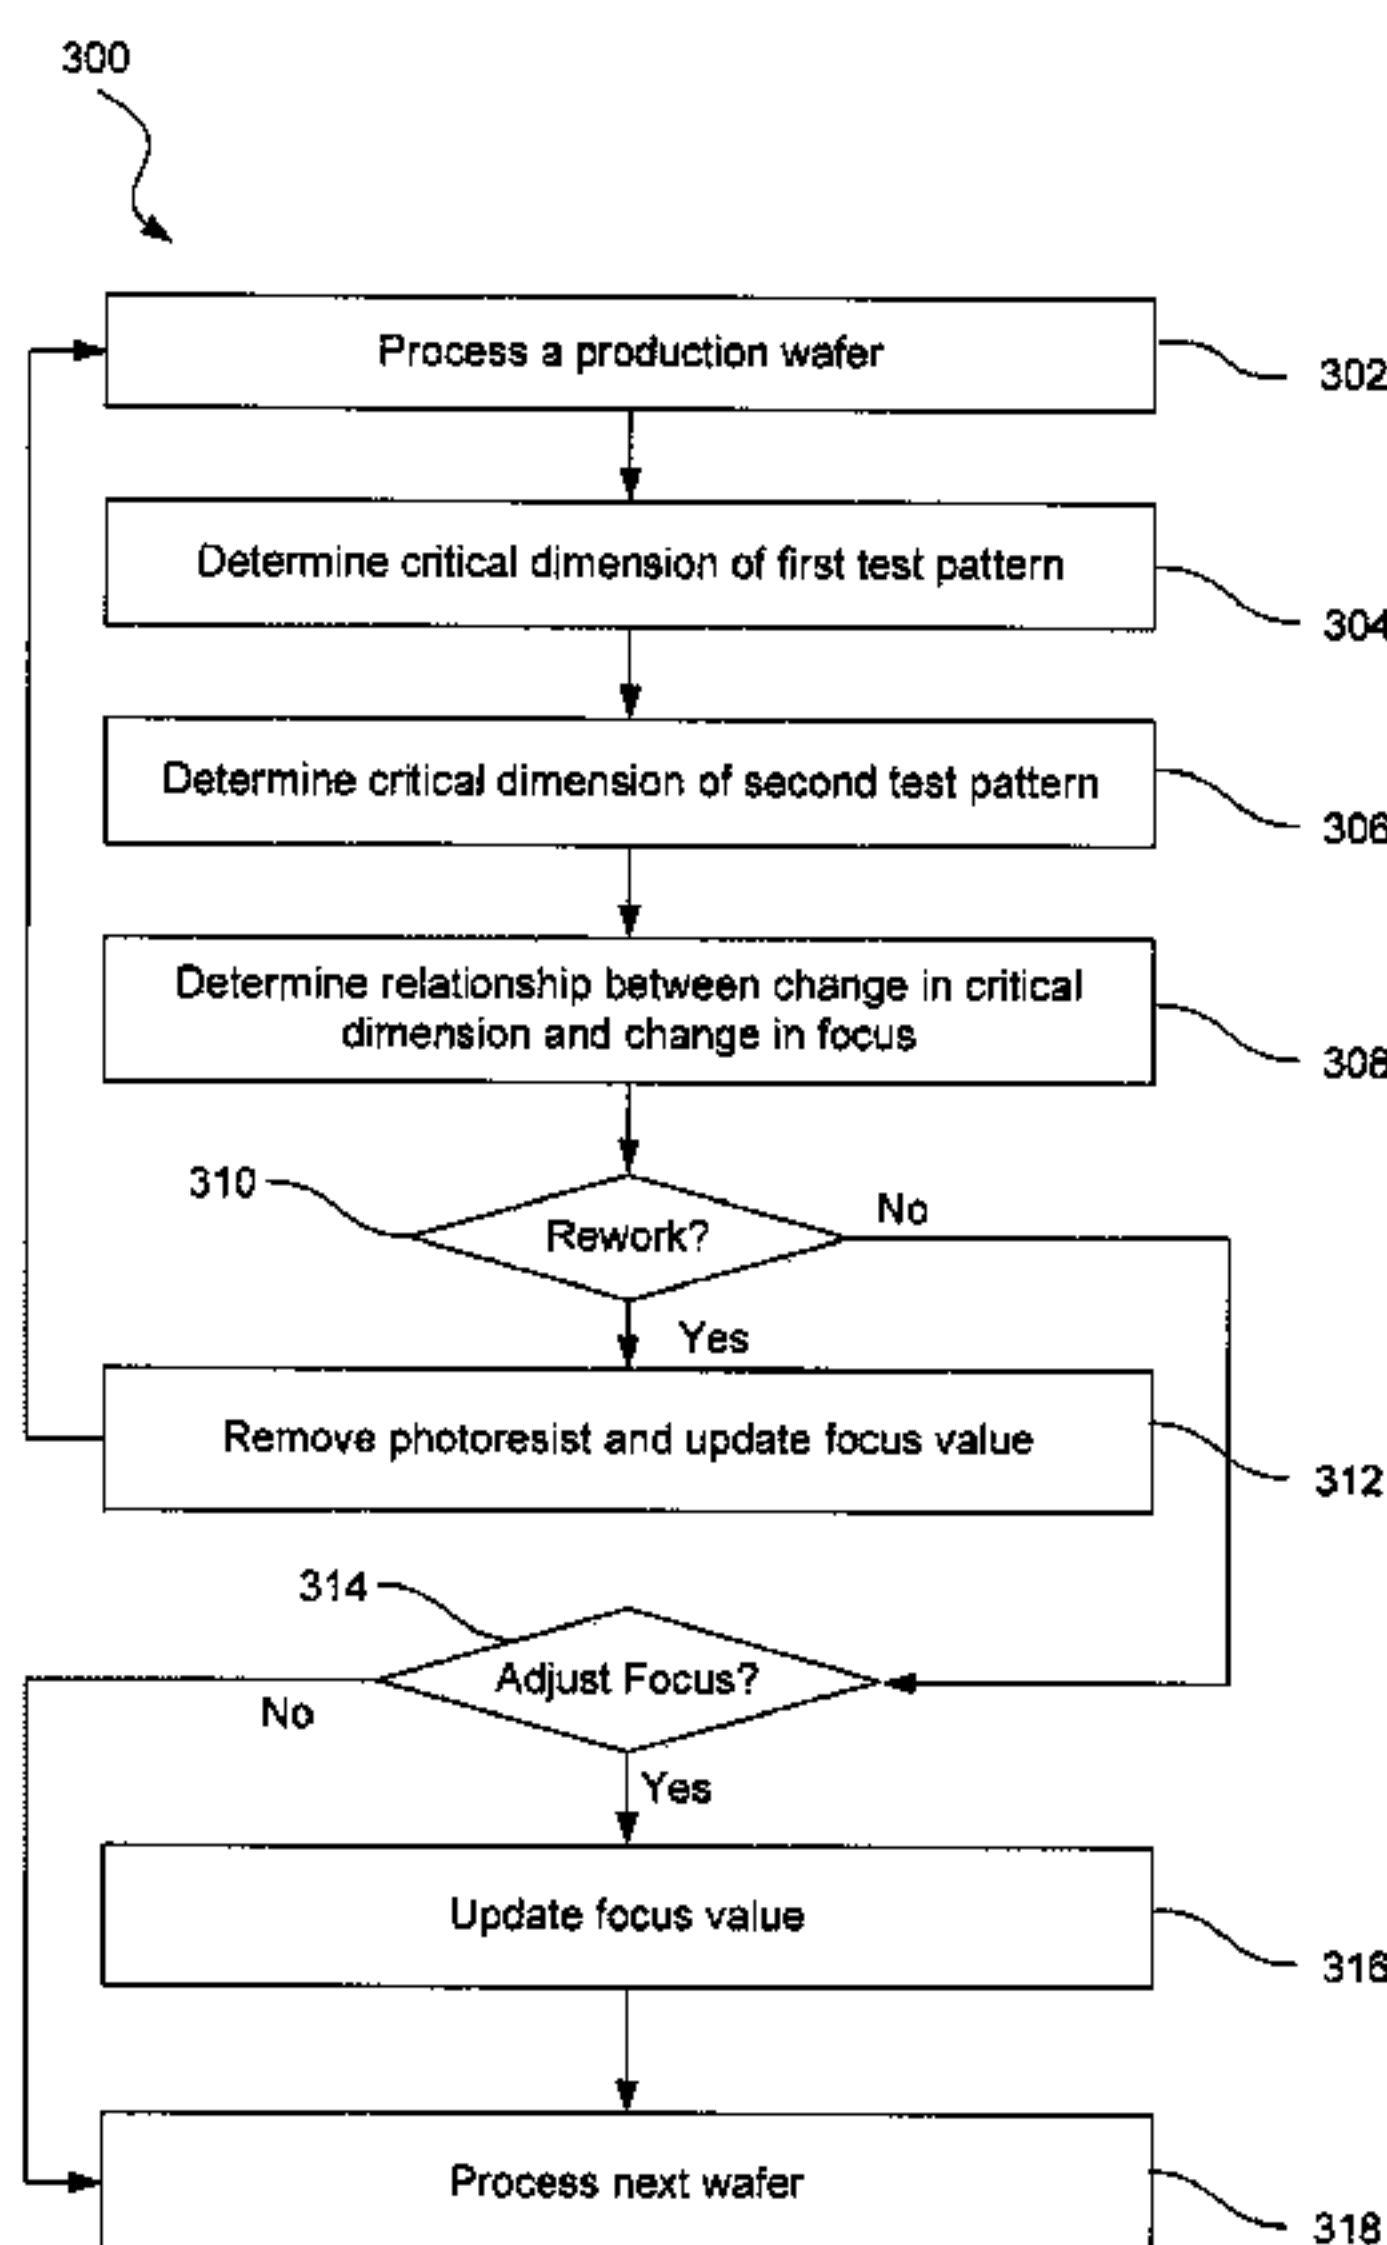 300
Process a production wafer
302
Determine critical dimension of first test pattern
304
Determine critical dimension of second test pattern
306
Determine relationship between change in critical
dimension and change in focus
308
310
Rework?
No
Yes
Remove photoresist and update focus value
312
314
Adjust Focus?
No
Yes
Update focus value
316
Process next wafer
318